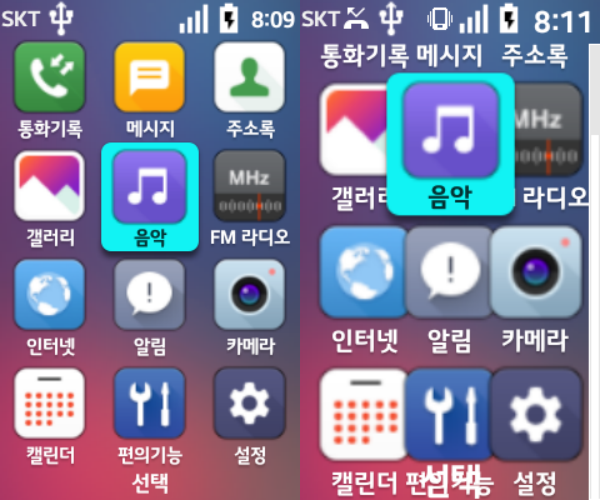 SKT 8:09
통화기록 메시지 주소록
MHz
갤러리 음악 FM 라디오
인터넷 알림 카메라
캘린더 편의기능 설정
선택
SKT 8:11
통화기록 메시지 주소록
MHz
갤러리 음악 라디오
인터넷 알림 카메라
캘린더 편의기능 설정
선택